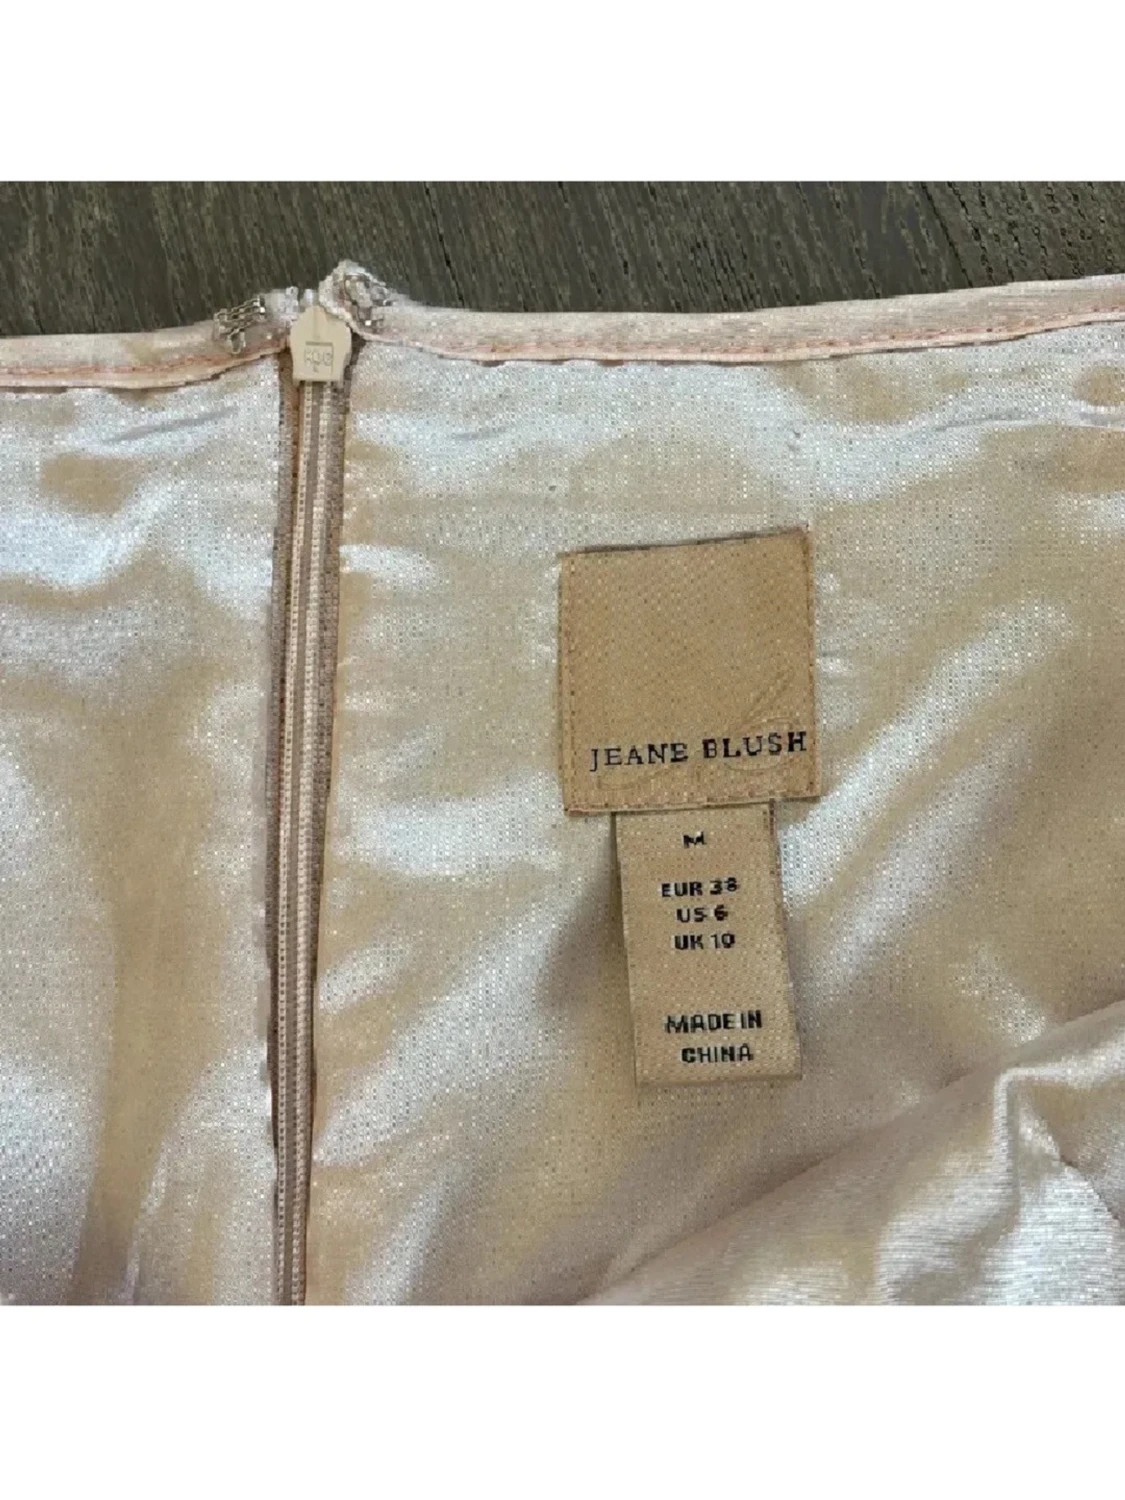 JEANE BLUSH
M
EUR 38
US 6
UK 10
MADE IN
CHINA